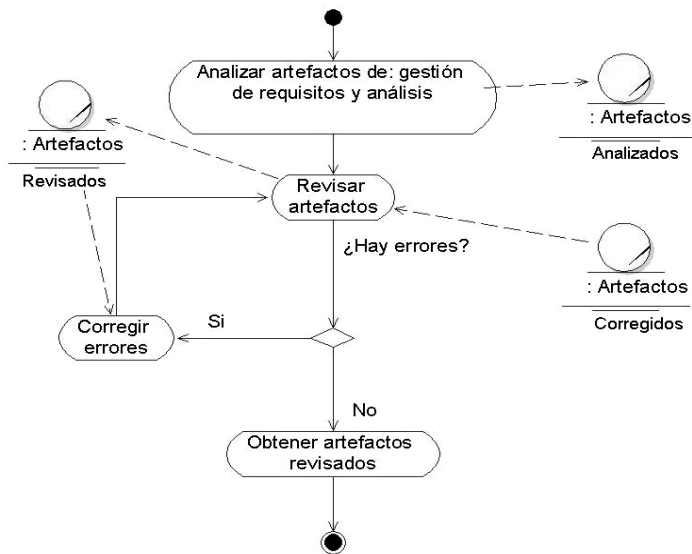 Analizar artefactos de: gestión
de requisitos y análisis
: Artefactos
Analizados
: Artefactos
Revisados
Revisar
artefactos
¿Hay errores?
: Artefactos
Corregidos
Corregir
errores
Si
No
Obtener artefactos
revisados